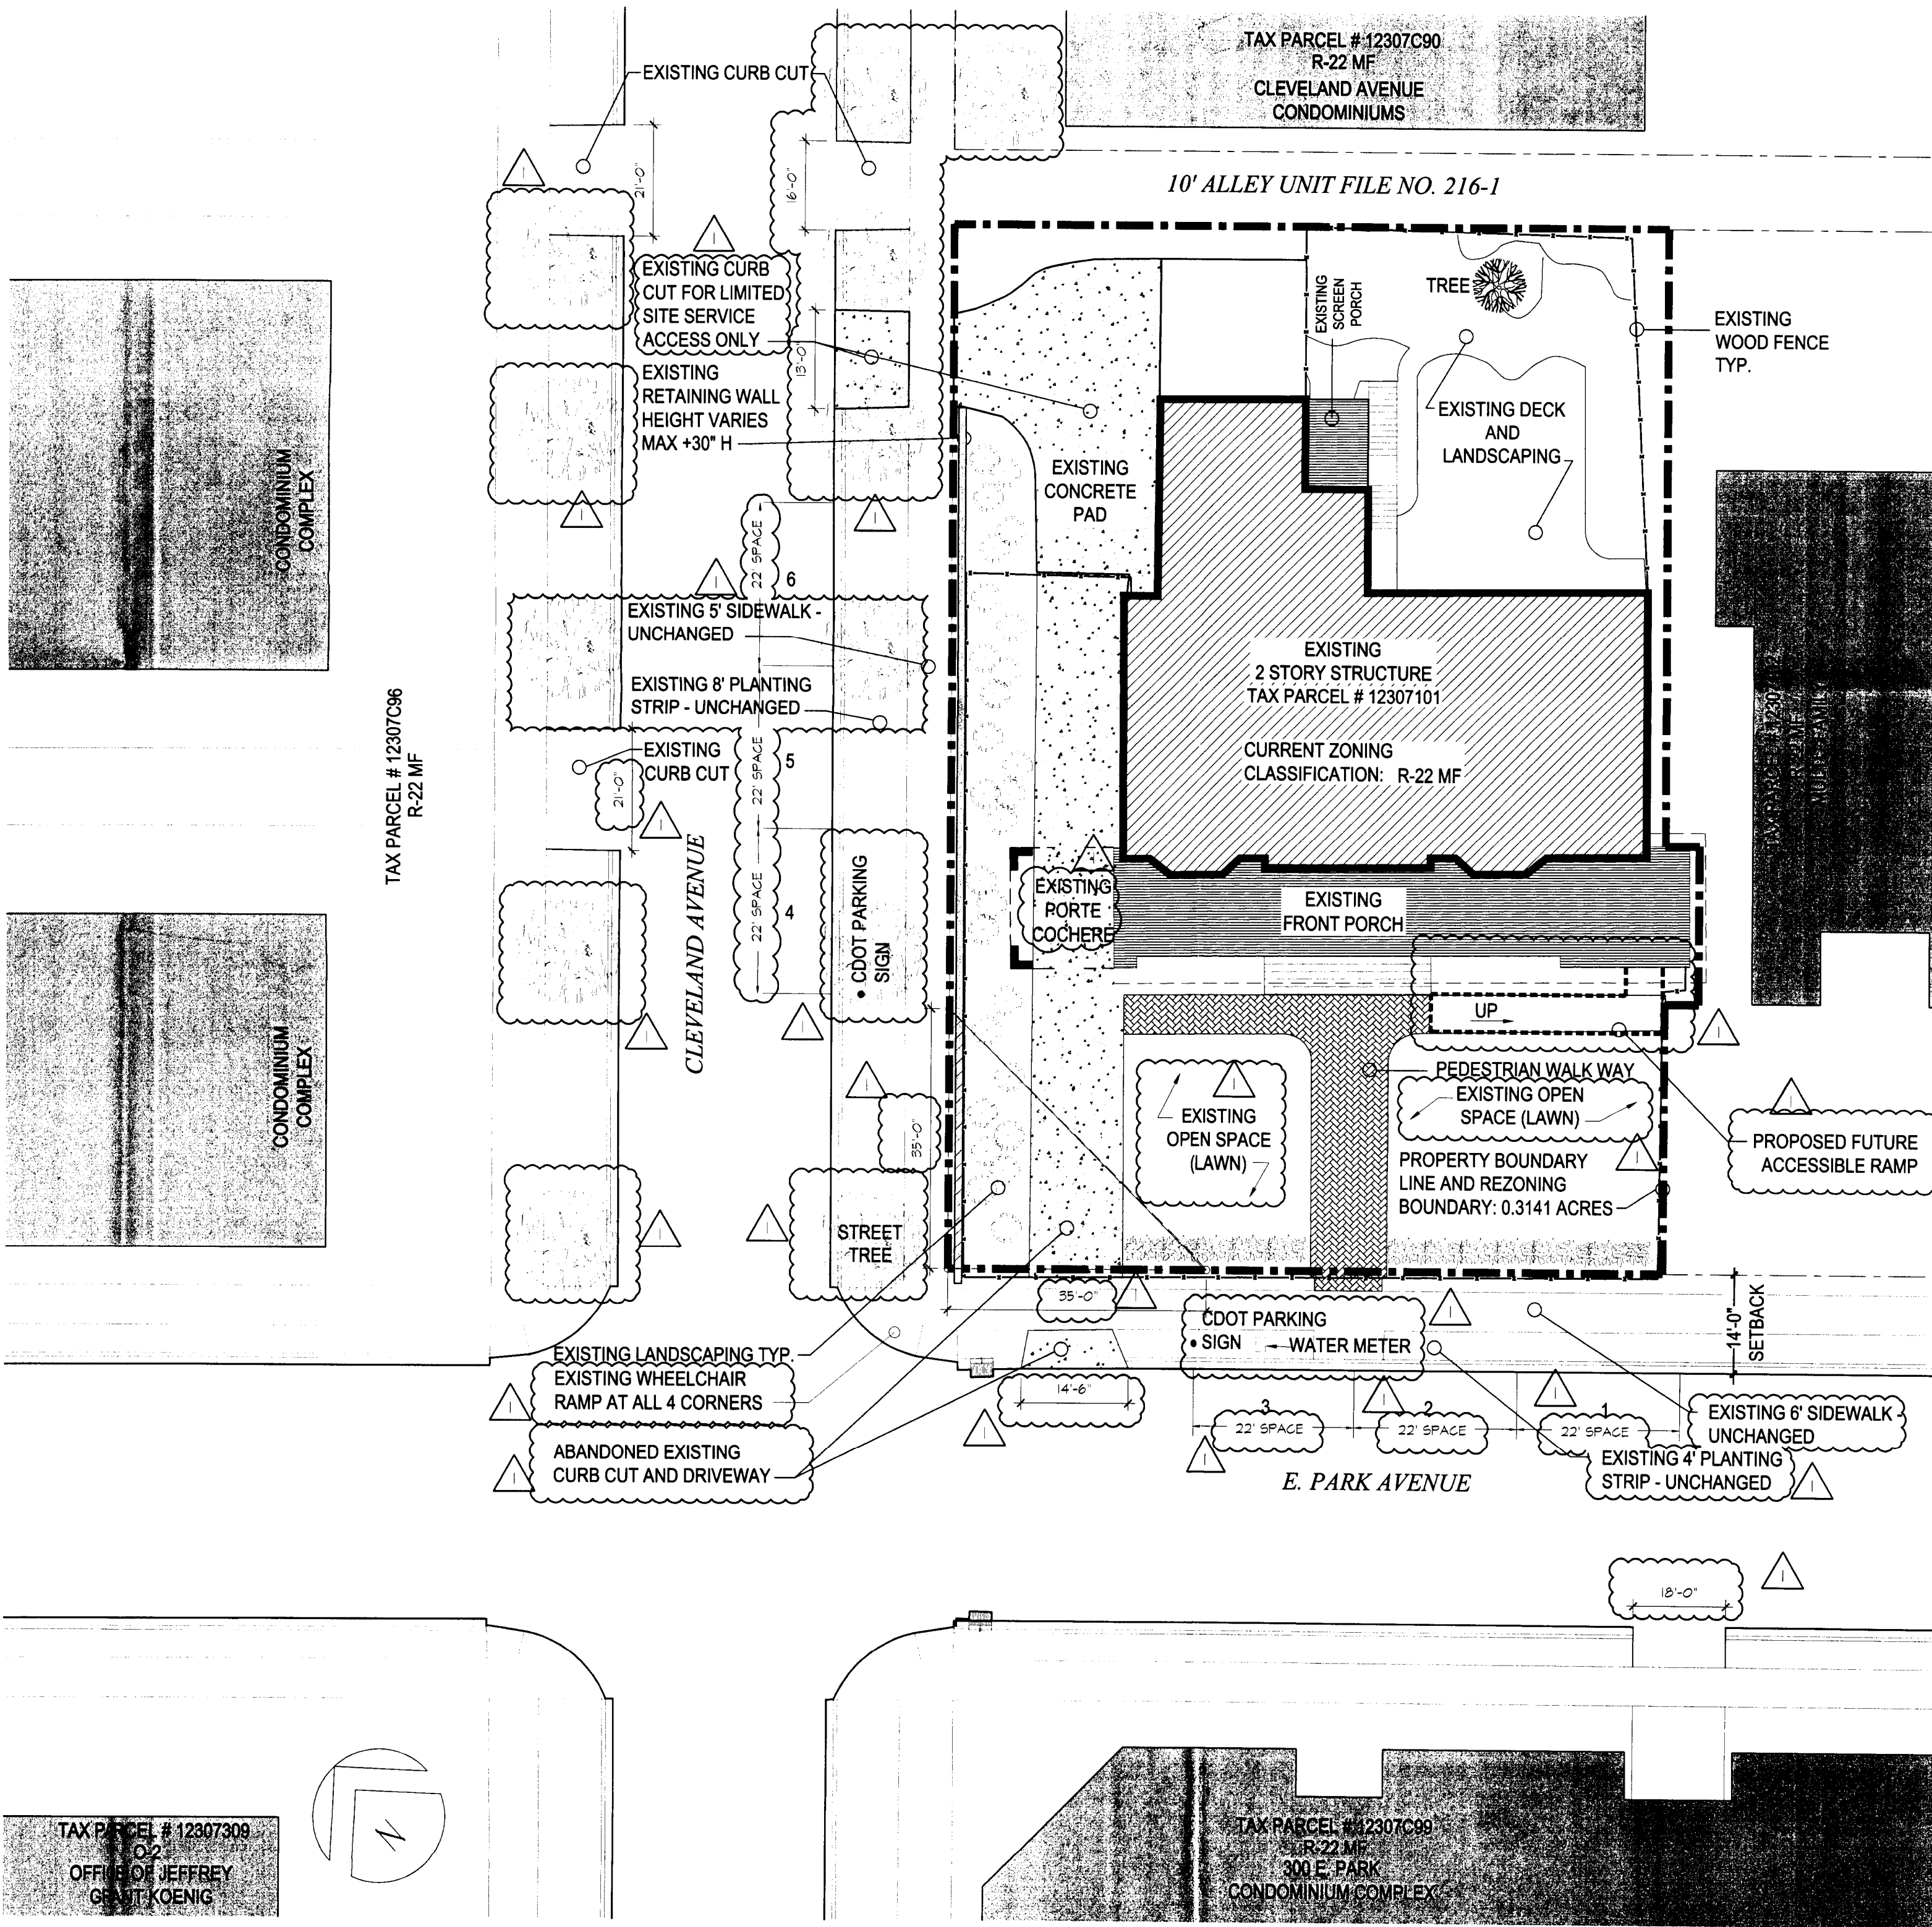 TAX PARCEL # 12307C90
R-22 MF
CLEVELAND AVENUE
CONDOMINIUMS
EXISTING CURB CUT
21'-0"
16'-0"
10' ALLEY UNIT FILE NO. 216-1
EXISTING CURB
CUT FOR LIMITED
SITE SERVICE
ACCESS ONLY
13'-0"
EXISTING
RETAINING WALL
HEIGHT VARIES
MAX +30" H
EXISTING
SCREEN
PORCH
TREE
EXISTING
WOOD FENCE
TYP.
EXISTING DECK
AND
LANDSCAPING
EXISTING
CONCRETE
PAD
CONDOMINIUM
COMPLEX
22' SPACE
6
EXISTING 5' SIDEWALK -
UNCHANGED
EXISTING 8' PLANTING
STRIP - UNCHANGED
EXISTING
2 STORY STRUCTURE
TAX PARCEL # 12307101
CURRENT ZONING
CLASSIFICATION: R-22 MF
TAX PARCEL # 12307C96
R-22 MF
EXISTING
CURB CUT
21'-0"
22' SPACE
5
CLEVELAND AVENUE
22' SPACE
4
CDOT PARKING
SIGN
EXISTING
PORTE
COCHERE
EXISTING
FRONT PORCH
UP
CONDOMINIUM
COMPLEX
PEDESTRIAN WALK WAY
EXISTING OPEN
SPACE (LAWN)
EXISTING
OPEN SPACE
(LAWN)
35'-0"
PROPERTY BOUNDARY
LINE AND REZONING
BOUNDARY: 0.3141 ACRES
PROPOSED FUTURE
ACCESSIBLE RAMP
STREET
TREE
35'-0"
14'-0"
SETBACK
CDOT PARKING
SIGN
WATER METER
EXISTING LANDSCAPING TYP.
EXISTING WHEELCHAIR
RAMP AT ALL 4 CORNERS
14'-6"
3
22' SPACE
2
22' SPACE
1
22' SPACE
EXISTING 6' SIDEWALK -
UNCHANGED
ABANDONED EXISTING
CURB CUT AND DRIVEWAY
EXISTING 4' PLANTING
STRIP - UNCHANGED
E. PARK AVENUE
18'-0"
N
TAX PARCEL # 12307309
O-2
OFFICE OF JEFFREY
GRANT KOENIG
TAX PARCEL # 12307C99
R-22 MF
300 E. PARK
CONDOMINIUM COMPLEX